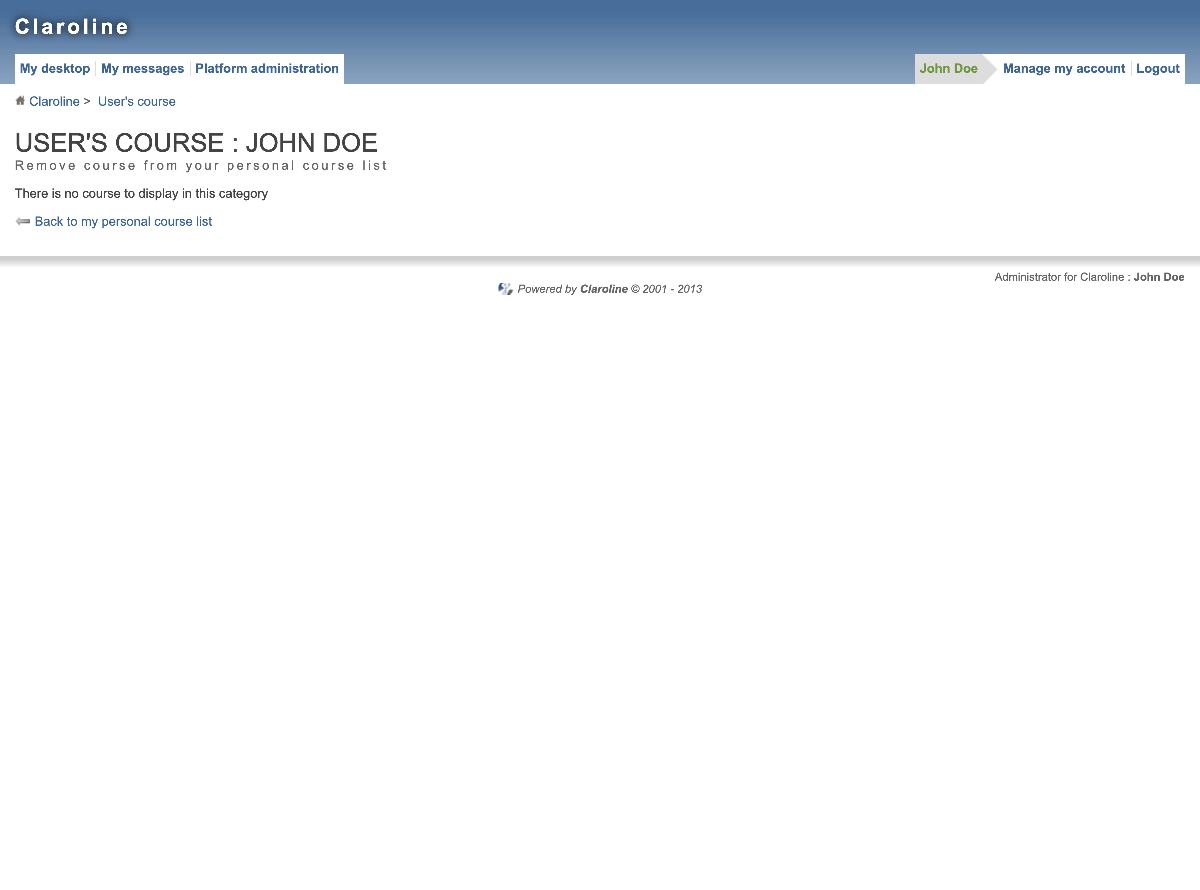 Claroline
My desktop My messages Platform administration John Doe Manage my account Logout
Claroline > User's course
USER'S COURSE : JOHN DOE
Remove course from your personal course list
There is no course to display in this category
Back to my personal course list
Administrator for Claroline : John Doe
Powered by Claroline © 2001 - 2013